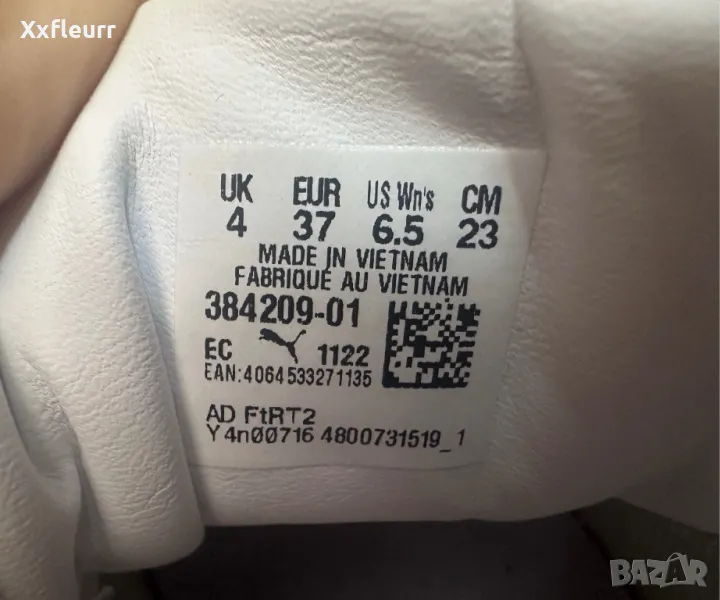 Xxfleurr
UK EUR US Wn's CM
4 37 6.5 23
MADE IN VIETNAM
FABRIQUÉ AU VIETNAM
384209-01
EC 1122
EAN:4064533271135
AD FtRT2
Y4n00716 4800731519_1
BAZAR